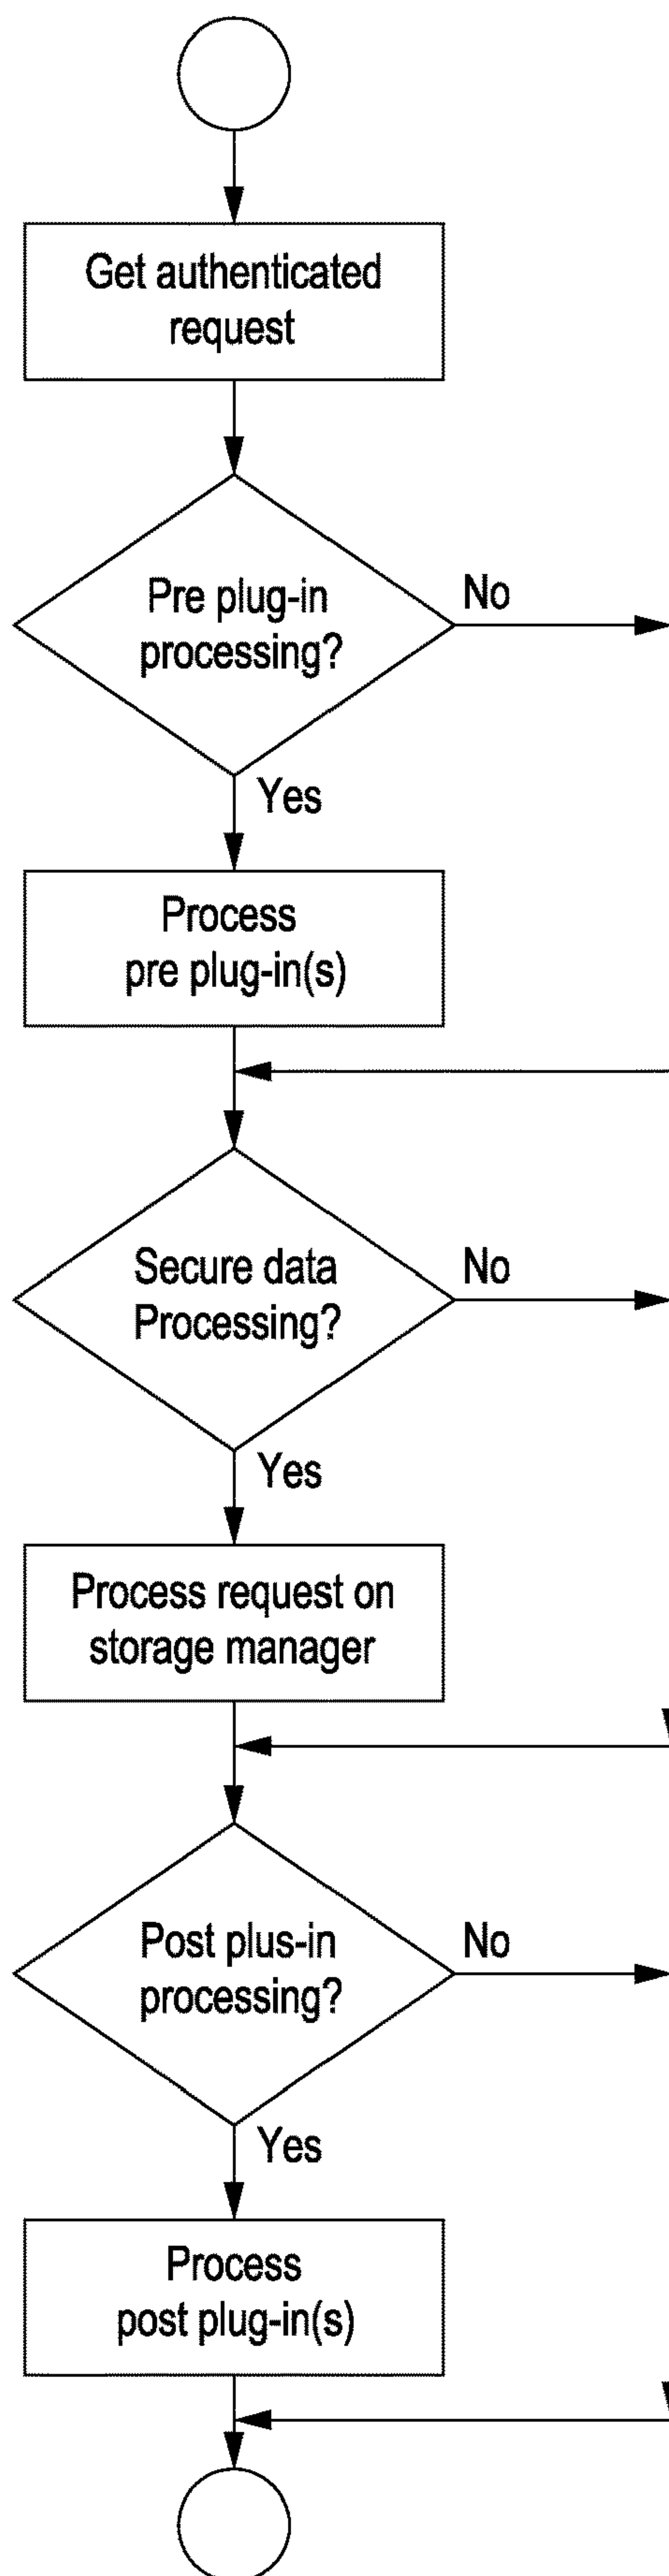 Get authenticated
request
Pre plug-in
processing?
No
Yes
Process
pre plug-in(s)
Secure data
Processing?
No
Yes
Process request on
storage manager
Post plus-in
processing?
No
Yes
Process
post plug-in(s)